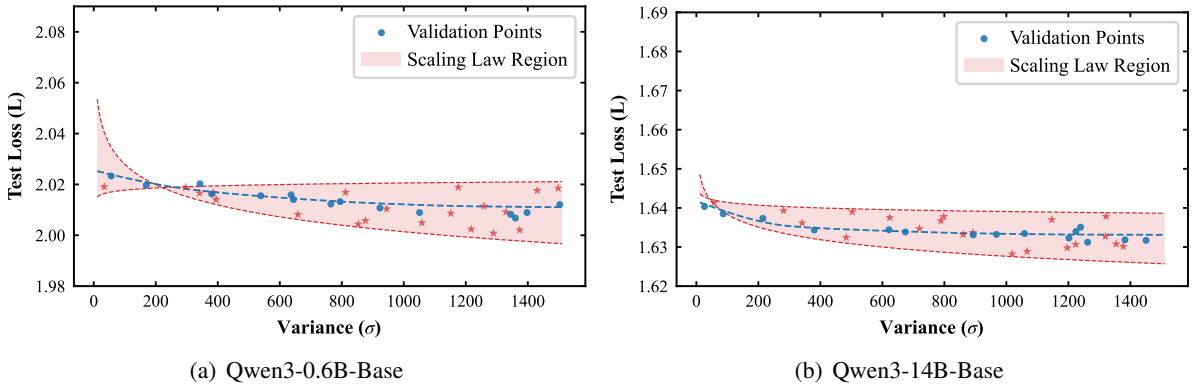 2.08
2.06
2.04
2.02
2.00
1.98
Test Loss (L)
Validation Points
Scaling Law Region
0 200 400 600 800 1000 1200 1400
Variance (σ)
(a) Qwen3-0.6B-Base
1.69
1.68
1.67
1.66
1.65
1.64
1.63
1.62
Test Loss (L)
Validation Points
Scaling Law Region
0 200 400 600 800 1000 1200 1400
Variance (σ)
(b) Qwen3-14B-Base